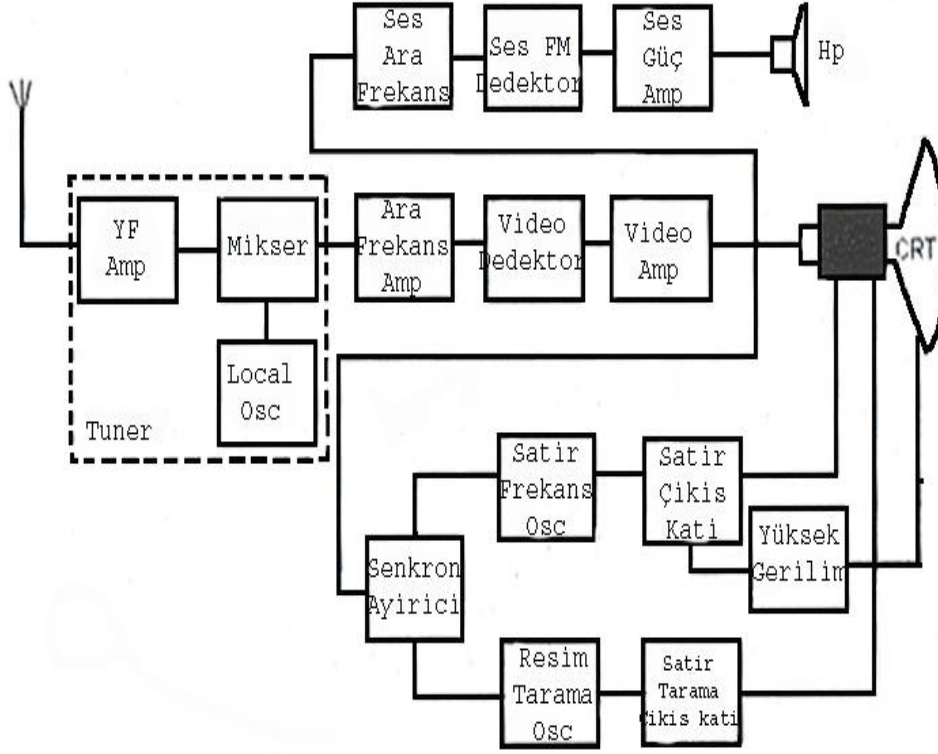 Ses
Ara
Frekans
Ses FM
Dedektor
Ses
Güç
Amp
Hp
YF
Amp
Mikser
Ara
Frekans
Amp
Video
Dedektor
Video
Amp
CRT
Local
Osc
Tuner
Satir
Frekans
Osc
Satir
Çikis
Kati
Yüksek
Gerilim
Senkron
Ayirici
Resim
Tarama
Osc
Satir
Tarama
Çikis kati